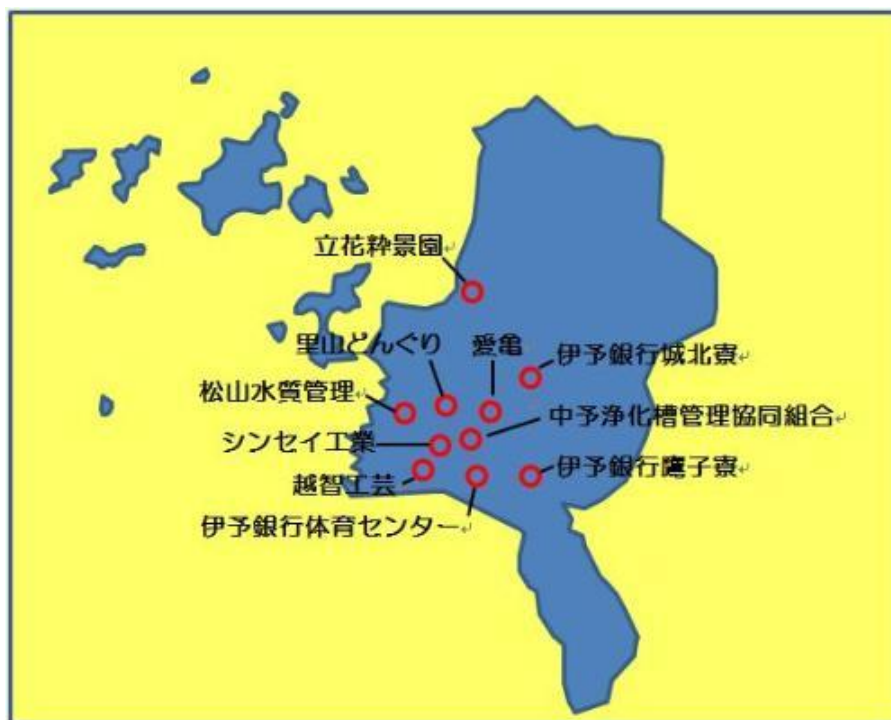 立花粋景園
里山どんぐり
愛亀
伊予銀行城北寮
松山水質管理
中予浄化槽管理協同組合
シンセイ工業
越智工芸
伊予銀行鷹子寮
伊予銀行体育センター